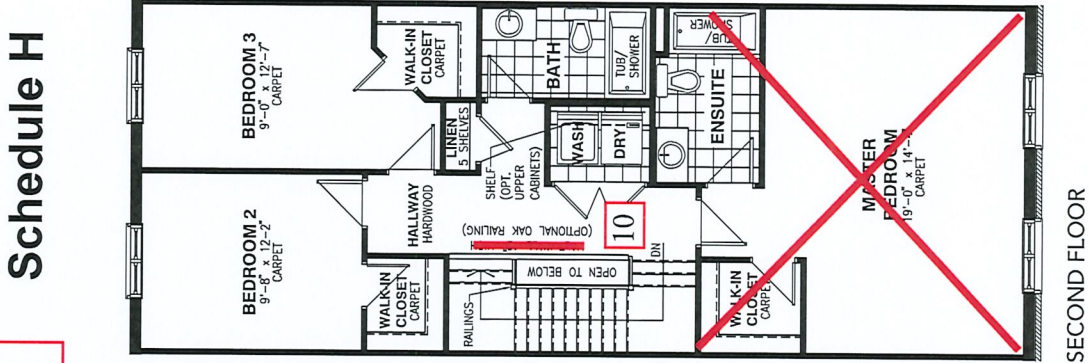 Schedule H
BEDROOM 3
9'-0" x 12'-7"
CARPET
WALK-IN
CLOSET
CARPET
BATH
TUB/
SHOWER
TUB/
SHOWER
LINEN
5 SHELVES
ENSUITE
WASH
DRY
SHELF
(OPT.
UPPER
CABINETS)
BEDROOM 2
9'-8" x 12'-2"
CARPET
HALLWAY
HARDWOOD
(OPTIONAL OAK RAILING)
10
MASTER
BEDROOM
CARPET
WALK-IN
CLOSET
CARPET
RAILINGS
OPEN TO BELOW
DN
WALK-IN
CLOSET
CARPET
SECOND FLOOR